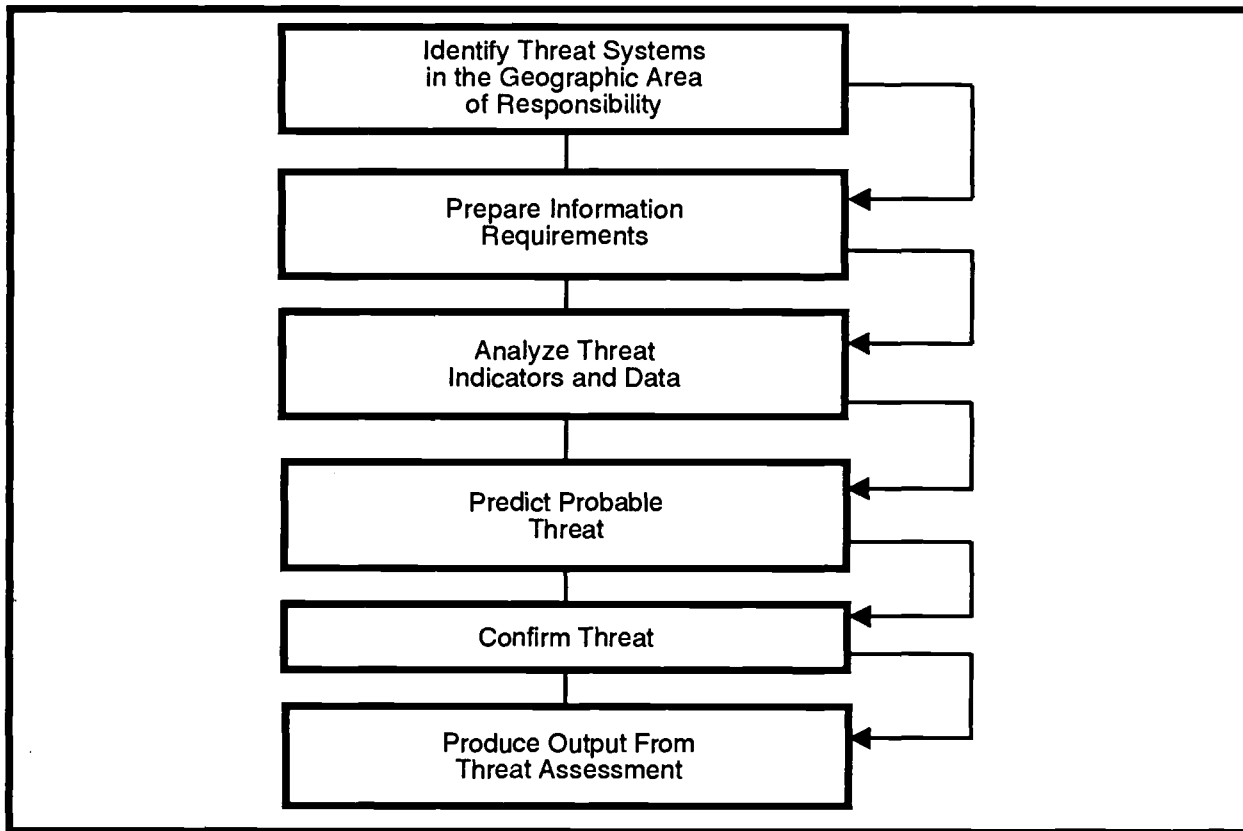 Identify Threat Systems
in the Geographic Area
of Responsibility
Prepare Information
Requirements
Analyze Threat
Indicators and Data
Predict Probable
Threat
Confirm Threat
Produce Output From
Threat Assessment